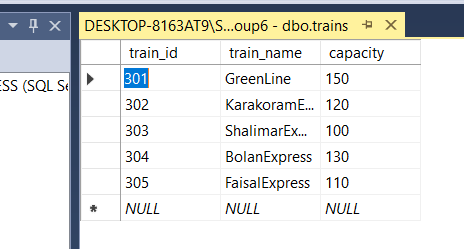 DESKTOP-8163AT9\S...oup6 - dbo.trains
ESS (SQL Se
train_id train_name capacity
301 GreenLine 150
302 KarakoramE... 120
303 ShalimarEx... 100
304 BolanExpress 130
305 FaisalExpress 110
NULL NULL NULL